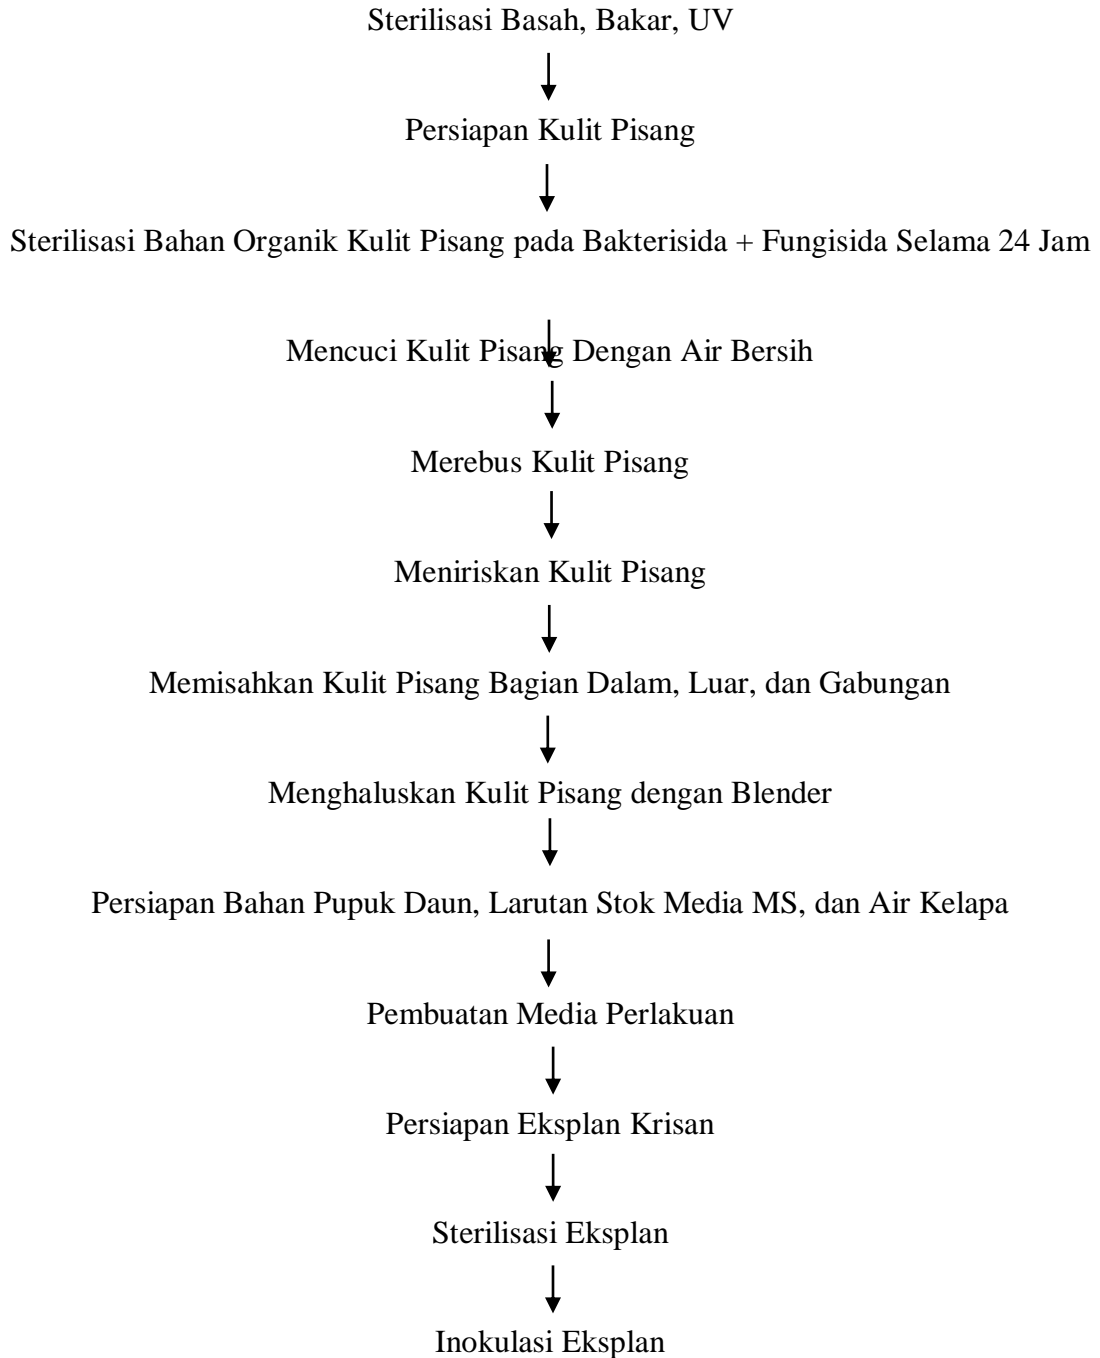 Sterilisasi Basah, Bakar, UV
Persiapan Kulit Pisang
Sterilisasi Bahan Organik Kulit Pisang pada Bakterisida + Fungisida Selama 24 Jam
Mencuci Kulit Pisang Dengan Air Bersih
Merebus Kulit Pisang
Meniriskan Kulit Pisang
Memisahkan Kulit Pisang Bagian Dalam, Luar, dan Gabungan
Menghaluskan Kulit Pisang dengan Blender
Persiapan Bahan Pupuk Daun, Larutan Stok Media MS, dan Air Kelapa
Pembuatan Media Perlakuan
Persiapan Eksplan Krisan
Sterilisasi Eksplan
Inokulasi Eksplan